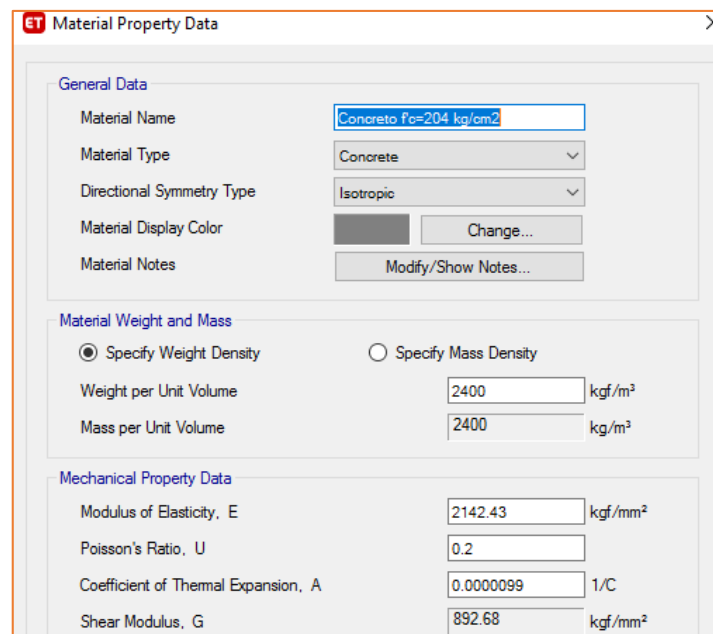 ET Material Property Data
General Data
Material Name Concreto f'c=204 kg/cm2
Material Type Concrete
Directional Symmetry Type Isotropic
Material Display Color Change...
Material Notes Modify/Show Notes...
Material Weight and Mass
Specify Weight Density Specify Mass Density
Weight per Unit Volume 2400 kgf/m³
Mass per Unit Volume 2400 kg/m³
Mechanical Property Data
Modulus of Elasticity, E 2142.43 kgf/mm²
Poisson's Ratio, U 0.2
Coefficient of Thermal Expansion, A 0.0000099 1/C
Shear Modulus, G 892.68 kgf/mm²